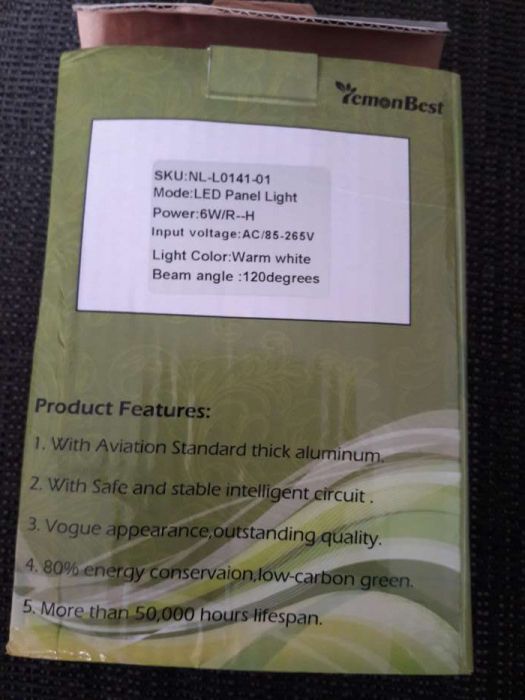 YemonBest
SKU:NL-L0141-01
Mode:LED Panel Light
Power:6W/R--H
Input voltage:AC/85-265V
Light Color:Warm white
Beam angle :120degrees
Product Features:
1. With Aviation Standard thick aluminum.
2. With Safe and stable intelligent circuit .
3. Vogue appearance,outstanding quality.
4. 80% energy conservaion,low-carbon green.
5. More than 50,000 hours lifespan.